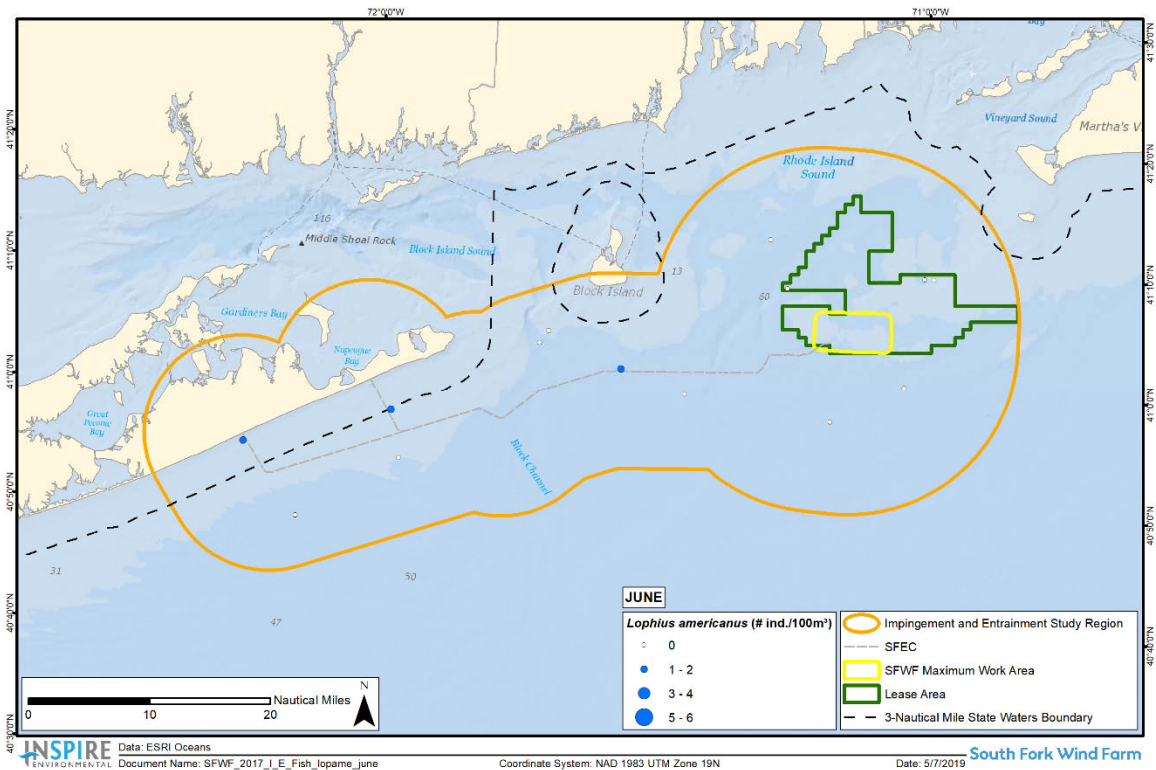 72°0'0"W
71°0'0"W
41°30'0"N
41°20'0"N
41°20'0"N
41°10'0"N
41°10'0"N
41°0'0"N
41°0'0"N
40°50'0"N
40°50'0"N
40°40'0"N
40°40'0"N
40°30'0"N
Bay
Vineyard Sound
Martha's V
Rhode Island
Sound
116
Middle Shoal Rock
Block Island Sound
13
Block Island
60
Gardiners Bay
Napeague
Bay
Great
Peconic
Bay
Block Channel
31
50
47
JUNE
Lophius americanus (# ind./100m³)
0
1 - 2
3 - 4
5 - 6
Impingement and Entrainment Study Region
SFEC
SFWF Maximum Work Area
Lease Area
3-Nautical Mile State Waters Boundary
N
Nautical Miles
0 10 20
INSPIRE
ENVIRONMENTAL
Data: ESRI Oceans
Document Name: SFWF_2017_I_E_Fish_lopame_june
Coordinate System: NAD 1983 UTM Zone 19N
Date: 5/7/2019
South Fork Wind Farm